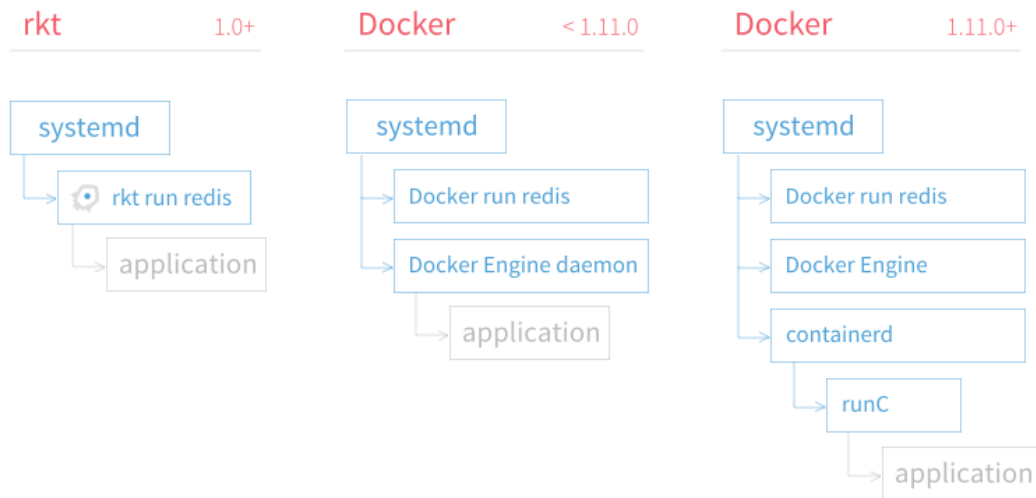 rkt 1.0+
systemd
rkt run redis
application
Docker < 1.11.0
systemd
Docker run redis
Docker Engine daemon
application
Docker 1.11.0+
systemd
Docker run redis
Docker Engine
containerd
runC
application